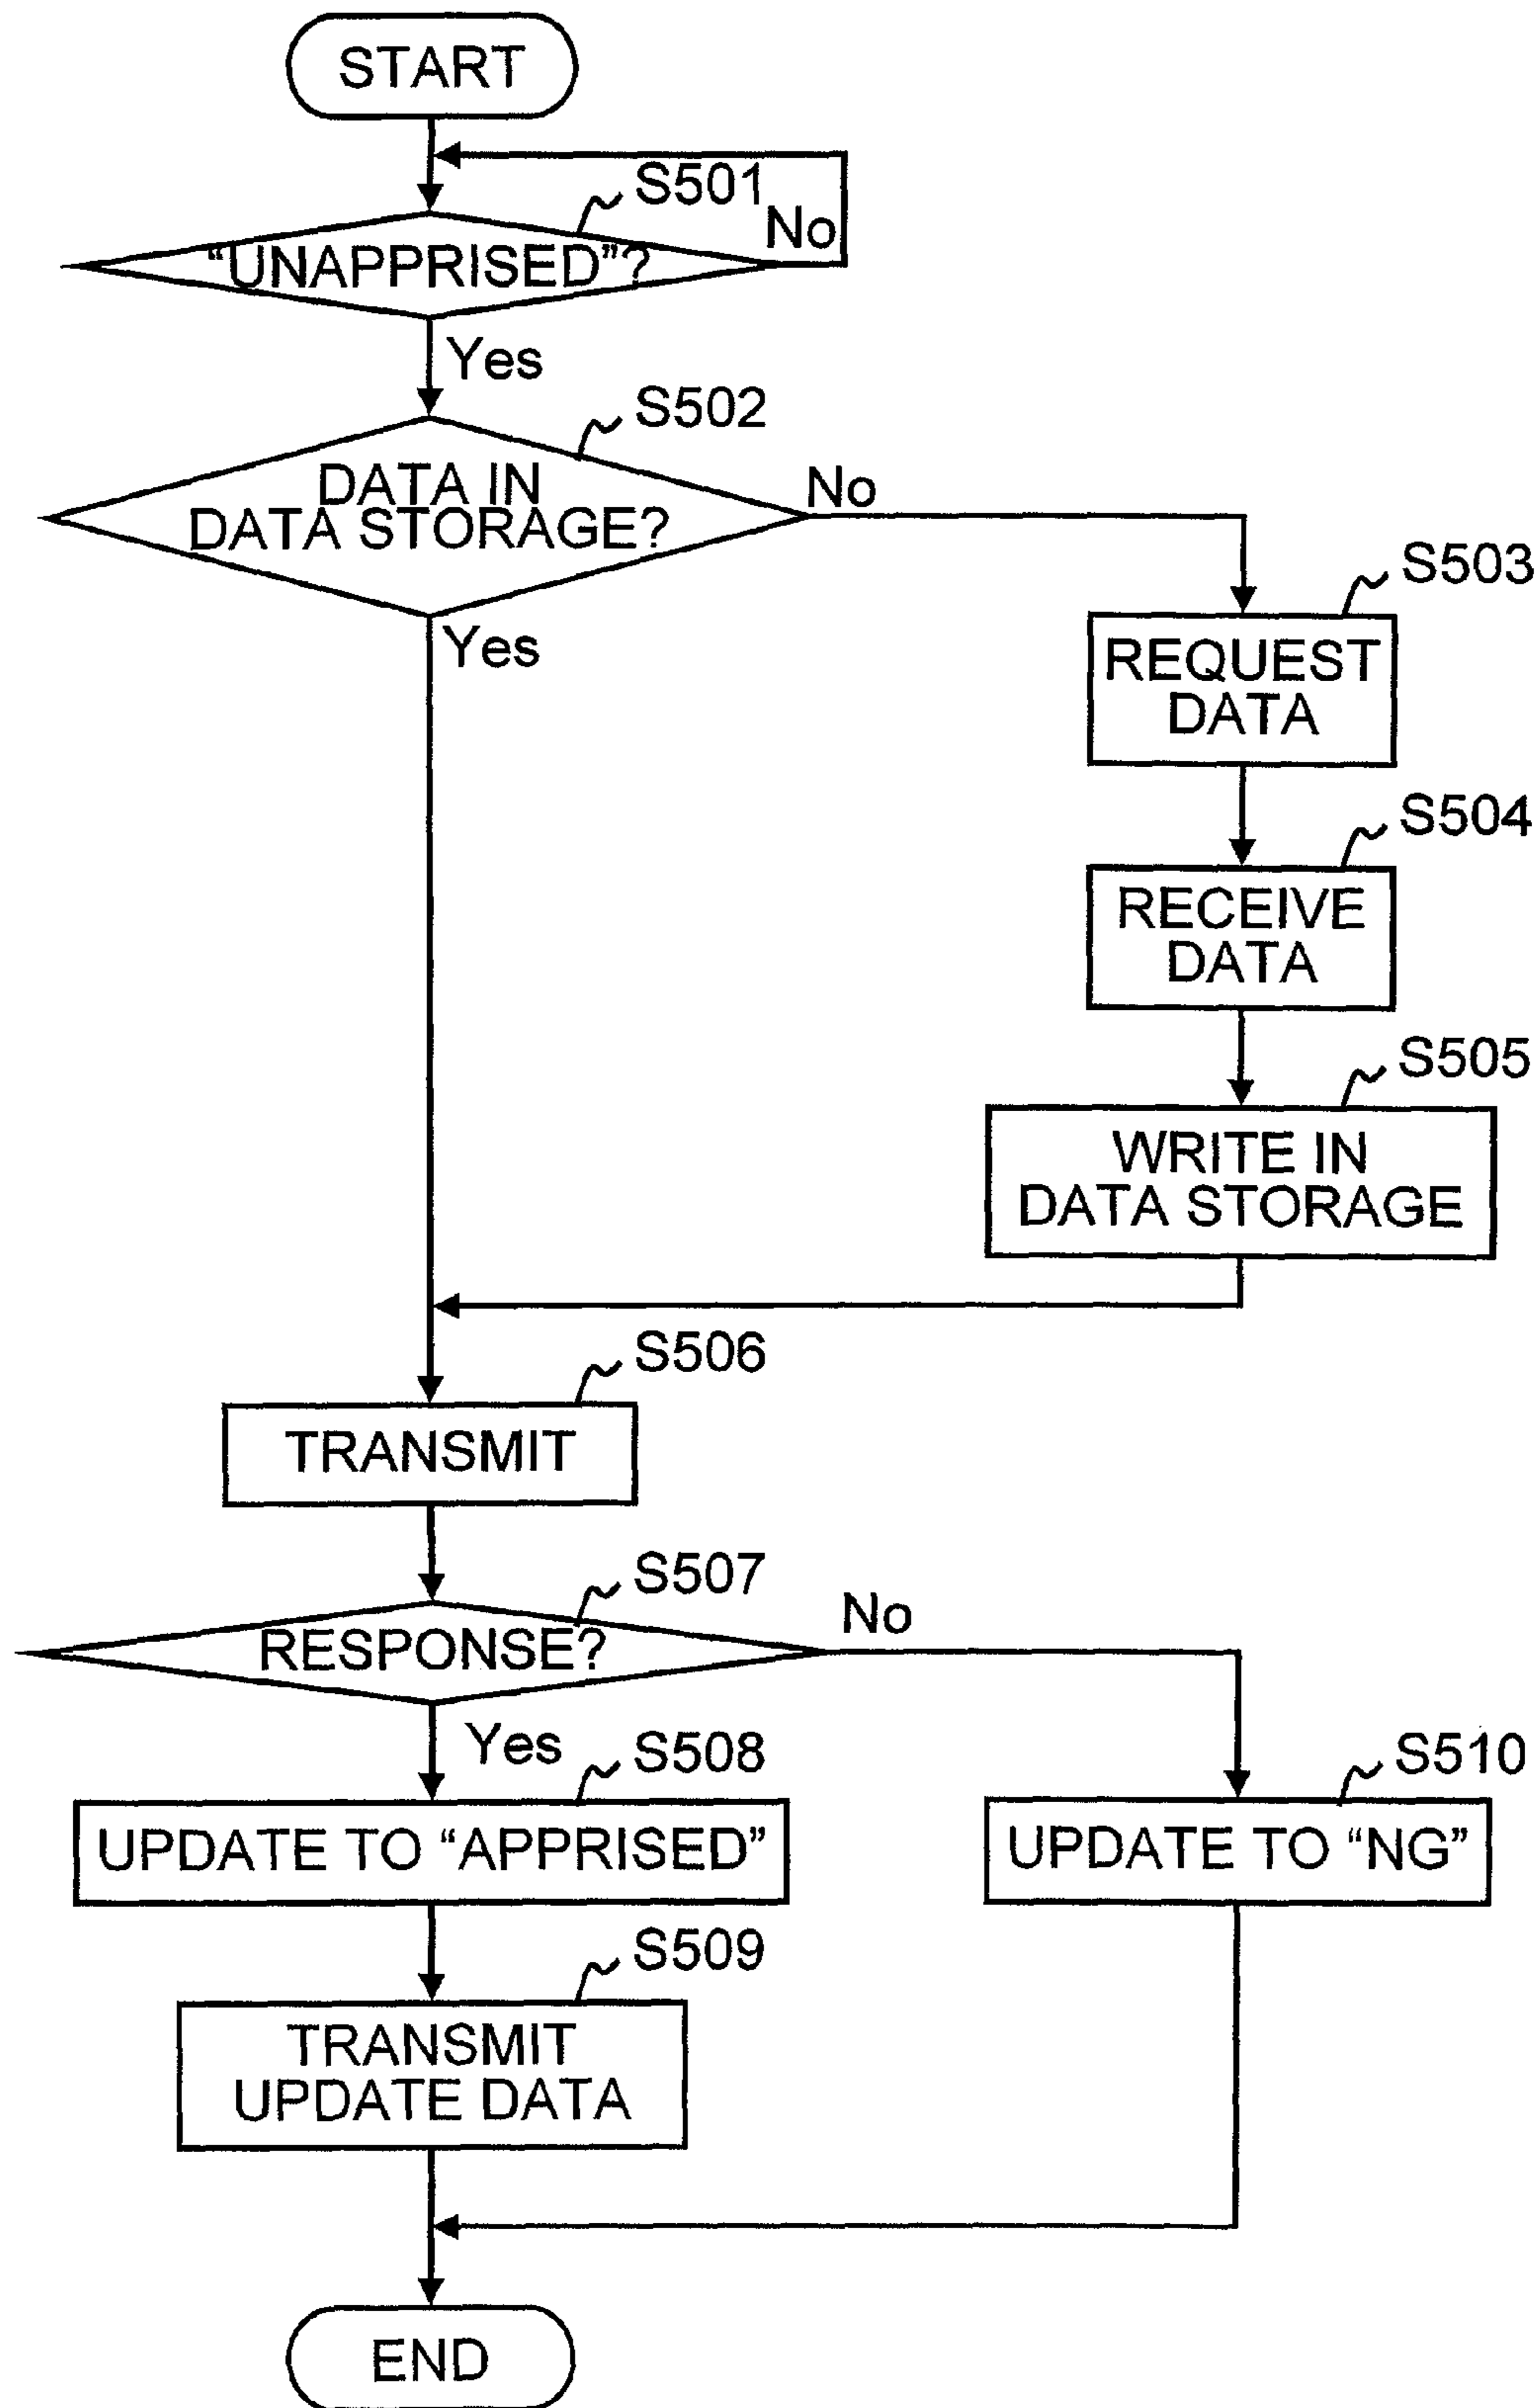 START
S501
No
“UNAPPRISED”?
Yes
S502
DATA IN
DATA STORAGE?
No
Yes
S503
REQUEST
DATA
S504
RECEIVE
DATA
S505
WRITE IN
DATA STORAGE
S506
TRANSMIT
S507
RESPONSE?
No
Yes
S508
UPDATE TO “APPRISED”
S510
UPDATE TO “NG”
S509
TRANSMIT
UPDATE DATA
END